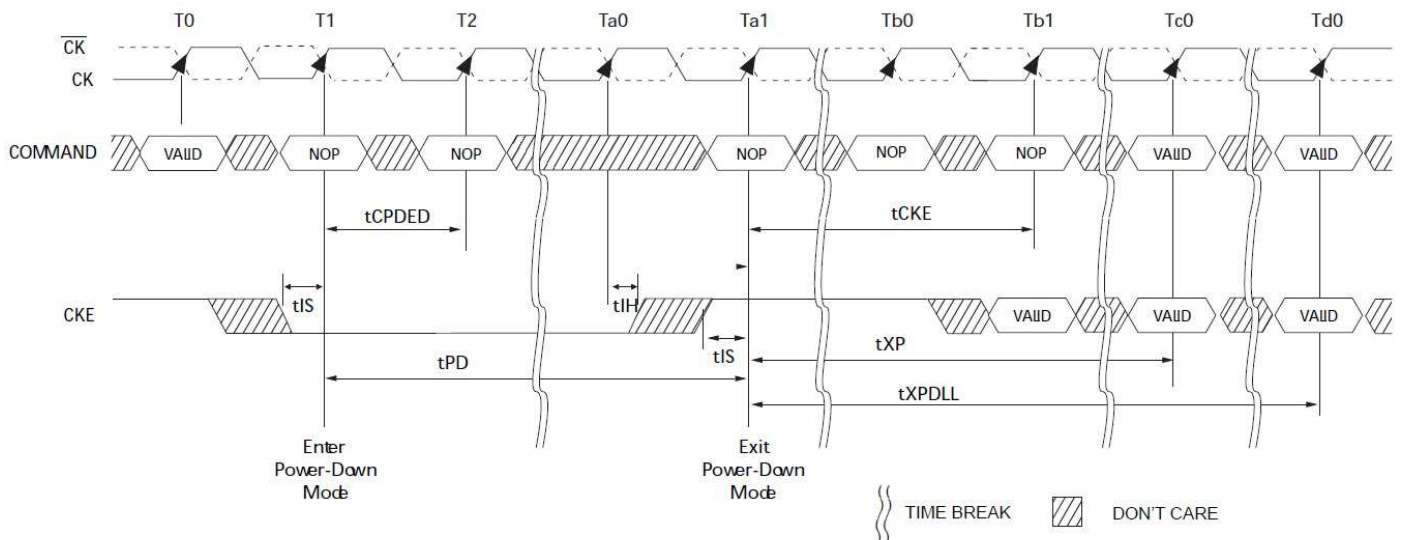 T0 T1 T2 Ta0 Ta1 Tb0 Tb1 Tc0 Td0
CK
CK
COMMAND VALID NOP NOP NOP NOP NOP VALID VALID
tCPDED tCKE
tIS tIH
CKE VALID VALID VALID
tIS
tPD tXP
tXPDLL
Enter
Power-Down
Mode
Exit
Power-Down
Mode
TIME BREAK DON'T CARE